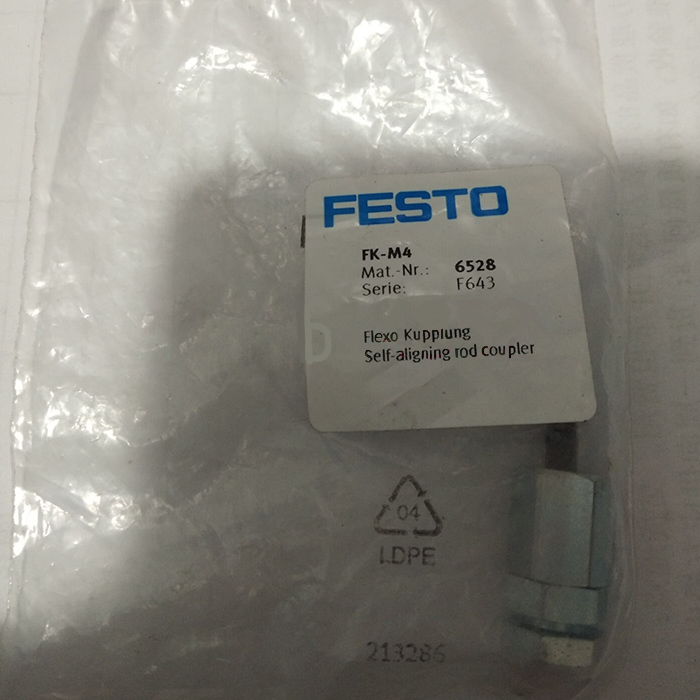 FESTO
FK-M4
Mat.-Nr.: 6528
Serie: F643
Flexo Kupplung
Self-aligning rod coupler
04
LDPE
213286